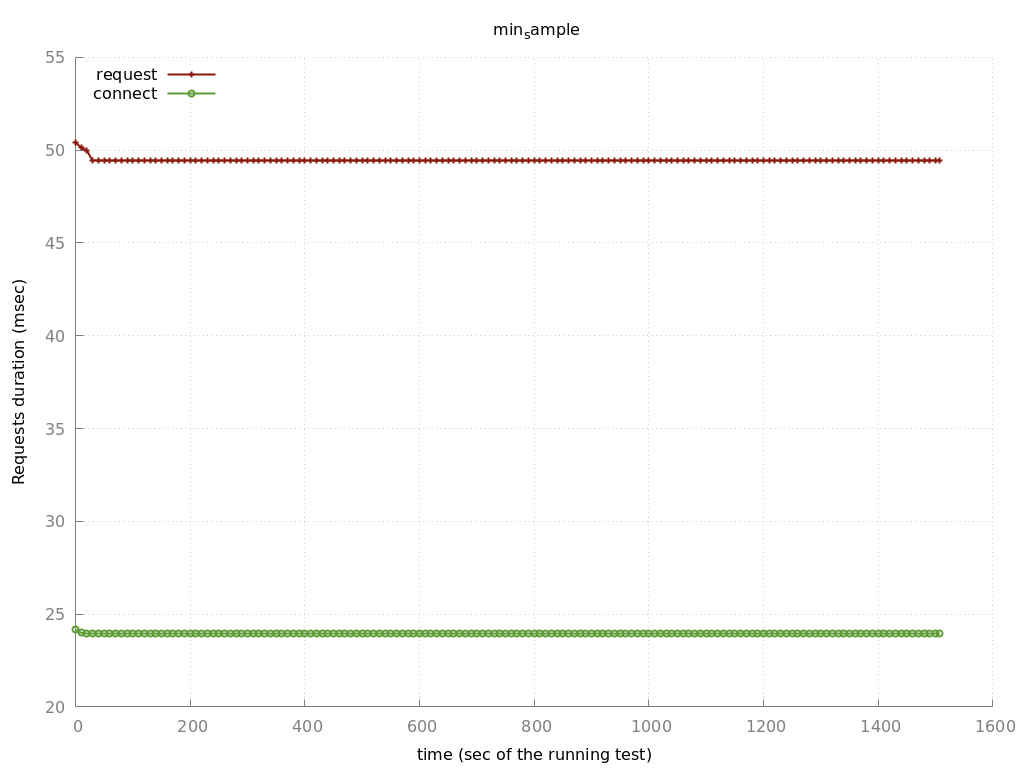 min_sample
55
request
connect
50
45
40
35
30
25
20
Requests duration (msec)
0 200 400 600 800 1000 1200 1400 1600
time (sec of the running test)